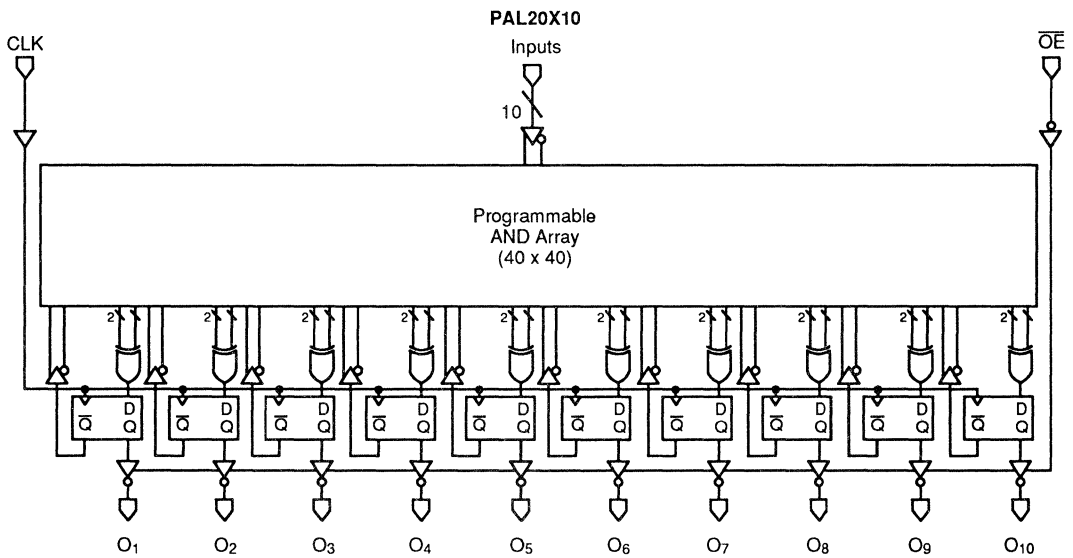 PAL20X10
CLK
Inputs
OE
10
Programmable
AND Array
(40 x 40)
2 2 2 2 2 2 2 2 2 2
D D D D D D D D D D
Q Q Q Q Q Q Q Q Q Q Q Q Q Q Q Q Q Q Q Q
O1 O2 O3 O4 O5 O6 O7 O8 O9 O10